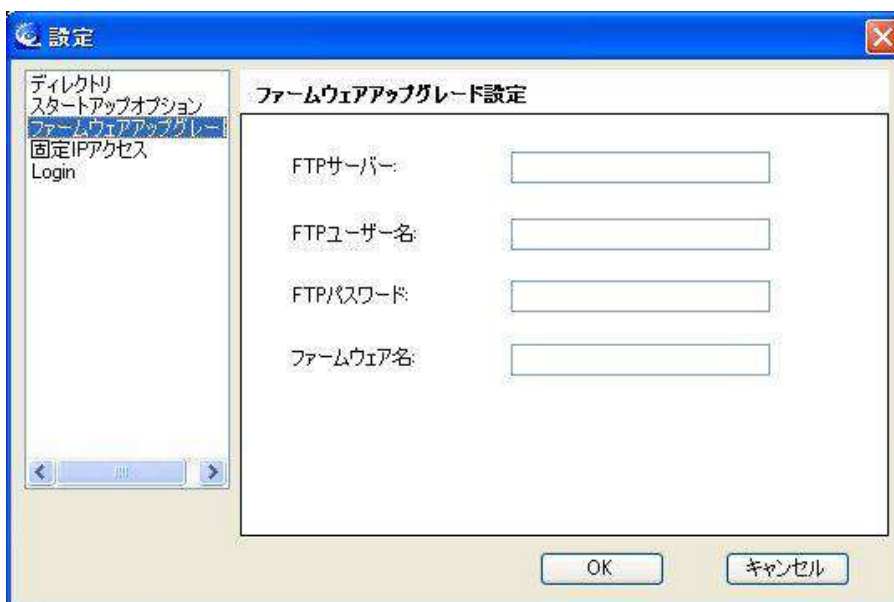 設定
ディレクトリ
スタートアップオプション
ファームウェアアップグレー
固定IPアクセス
Login
ファームウェアアップグレード設定
FTPサーバー:
FTPユーザー名:
FTPパスワード:
ファームウェア名:
OK
キャンセル